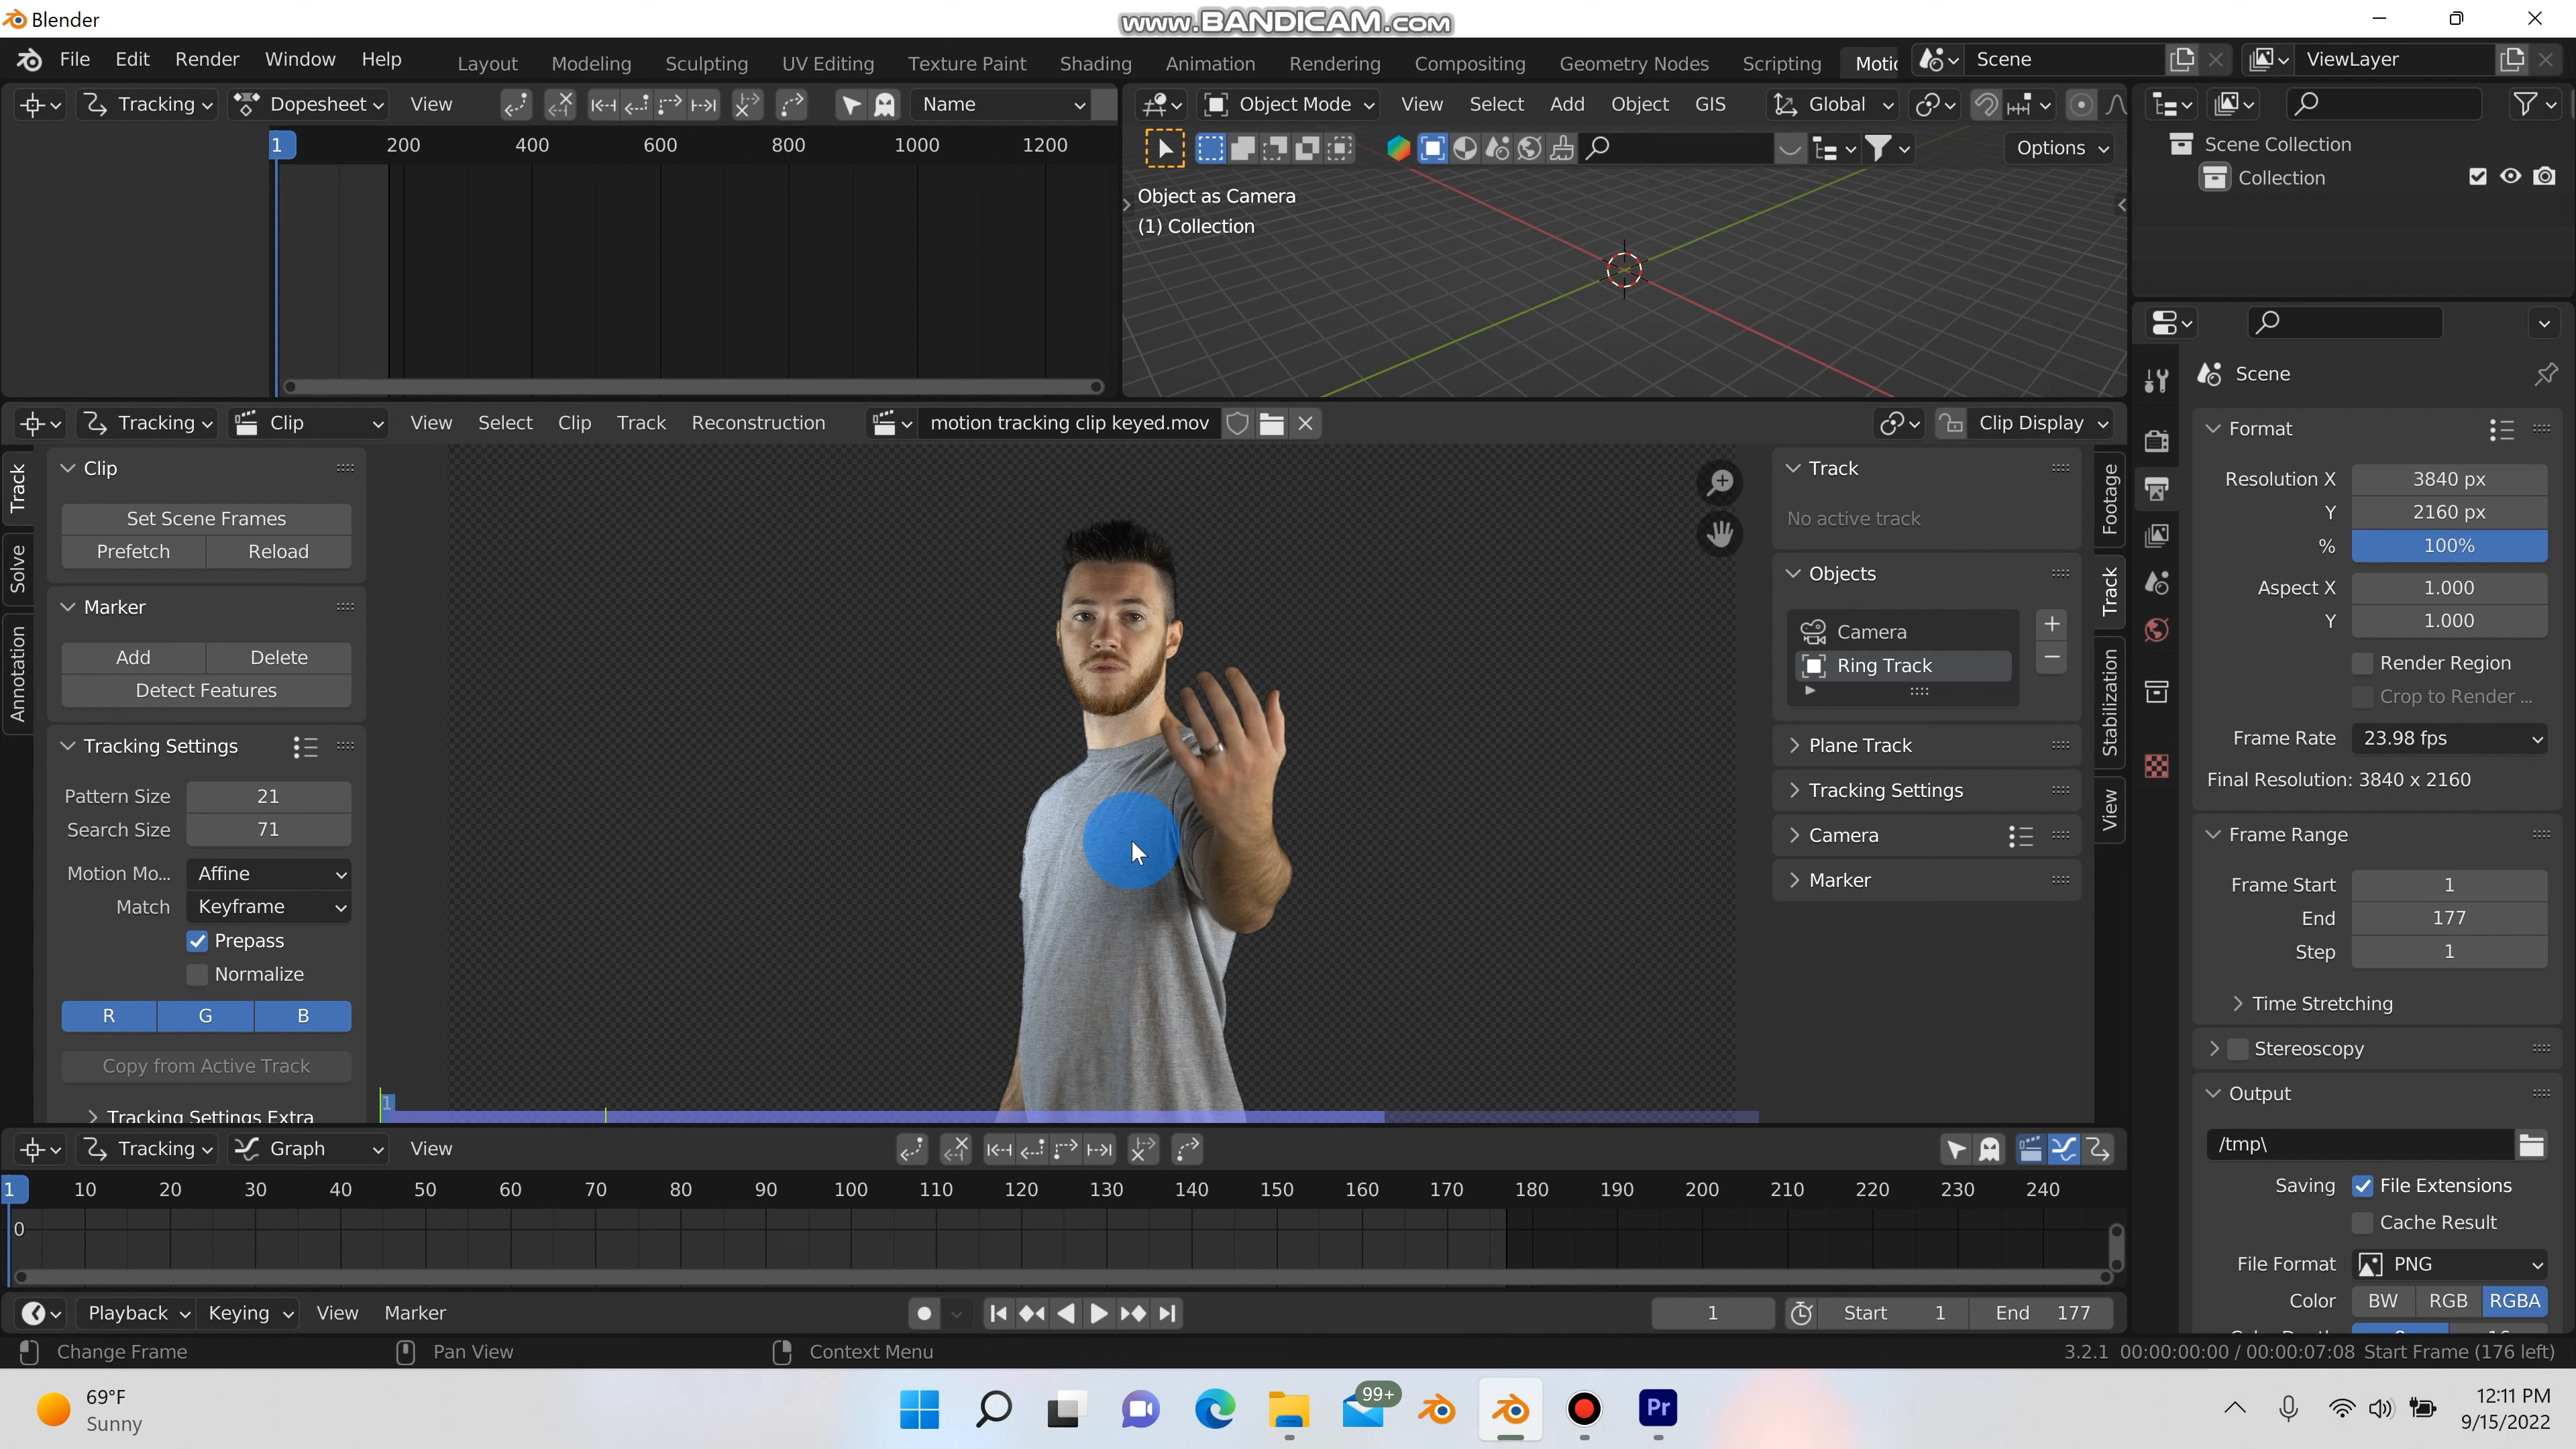 Blender
www.BANDICAM.com
File Edit Render Window Help Layout Modeling Sculpting UV Editing Texture Paint Shading Animation Rendering Compositing Geometry Nodes Scripting Motic Scene ViewLayer
Tracking Dopesheet View Name Object Mode View Select Add Object GIS Global
1 200 400 600 800 1000 1200
Options
Object as Camera
(1) Collection
Scene Collection
Collection
Tracking Clip View Select Clip Track Reconstruction motion tracking clip keyed.mov Clip Display
Track
Solve
Annotation
Clip
Set Scene Frames
Prefetch Reload
Marker
Add Delete
Detect Features
Tracking Settings
Pattern Size 21
Search Size 71
Motion Mo... Affine
Match Keyframe
Prepass
Normalize
R G B
Copy from Active Track
Tracking Settings Extra
1
Track
No active track
Objects
Camera
Ring Track
Plane Track
Tracking Settings
Camera
Marker
Footage
Track
Stabilization
View
Scene
Format
Resolution X 3840 px
Y 2160 px
% 100%
Aspect X 1.000
Y 1.000
Render Region
Crop to Render ...
Frame Rate 23.98 fps
Final Resolution: 3840 x 2160
Frame Range
Frame Start 1
End 177
Step 1
Time Stretching
Stereoscopy
Output
/tmp\
Saving File Extensions
Cache Result
File Format PNG
Color BW RGB RGBA
Tracking Graph View
1 10 20 30 40 50 60 70 80 90 100 110 120 130 140 150 160 170 180 190 200 210 220 230 240
0
Playback Keying View Marker 1 Start 1 End 177
Change Frame Pan View Context Menu 3.2.1 00:00:00:00 / 00:00:07:08 Start Frame (176 left)
69°F
Sunny
99+
Pr
12:11 PM
9/15/2022